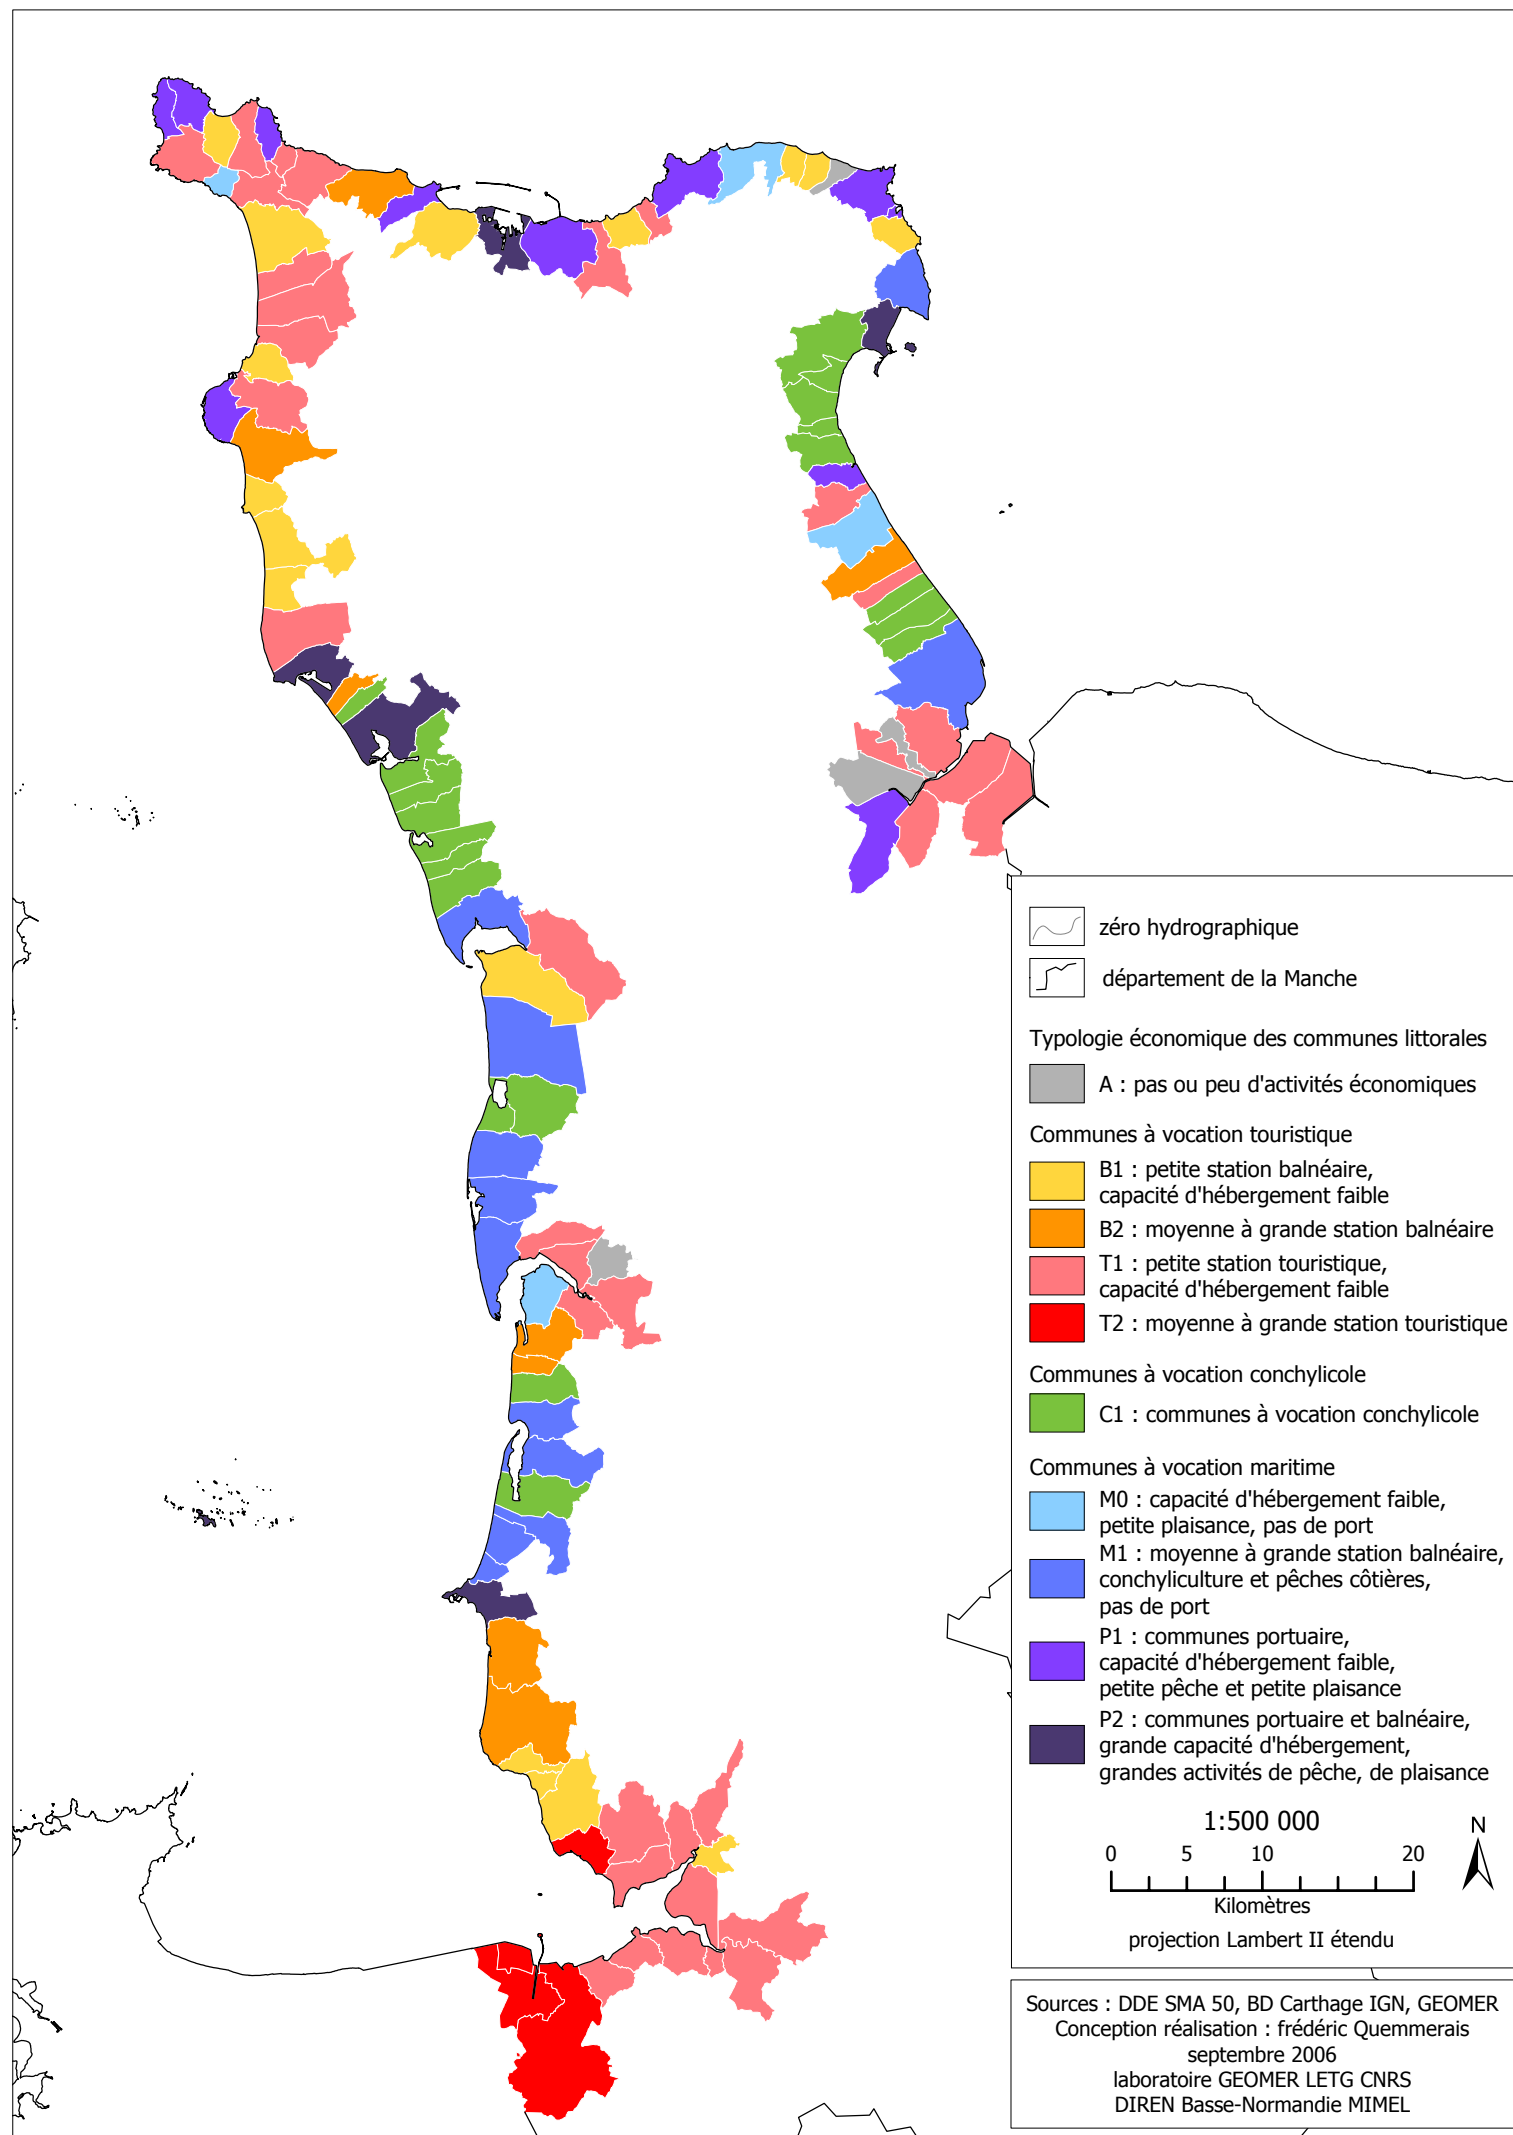 zéro hydrographique
département de la Manche
Typologie économique des communes littorales
A : pas ou peu d'activités économiques
Communes à vocation touristique
B1 : petite station balnéaire,
capacité d'hébergement faible
B2 : moyenne à grande station balnéaire
T1 : petite station touristique,
capacité d'hébergement faible
T2 : moyenne à grande station touristique
Communes à vocation conchylicole
C1 : communes à vocation conchylicole
Communes à vocation maritime
M0 : capacité d'hébergement faible,
petite plaisance, pas de port
M1 : moyenne à grande station balnéaire,
conchyliculture et pêches côtières,
pas de port
P1 : communes portuaire,
capacité d'hébergement faible,
petite pêche et petite plaisance
P2 : communes portuaire et balnéaire,
grande capacité d'hébergement,
grandes activités de pêche, de plaisance
1:500 000
N
0 5 10 20
Kilomètres
projection Lambert II étendu
Sources : DDE SMA 50, BD Carthage IGN, GEOMER
Conception réalisation : frédéric Quemmerais
septembre 2006
laboratoire GEOMER LETG CNRS
DIREN Basse-Normandie MIMEL